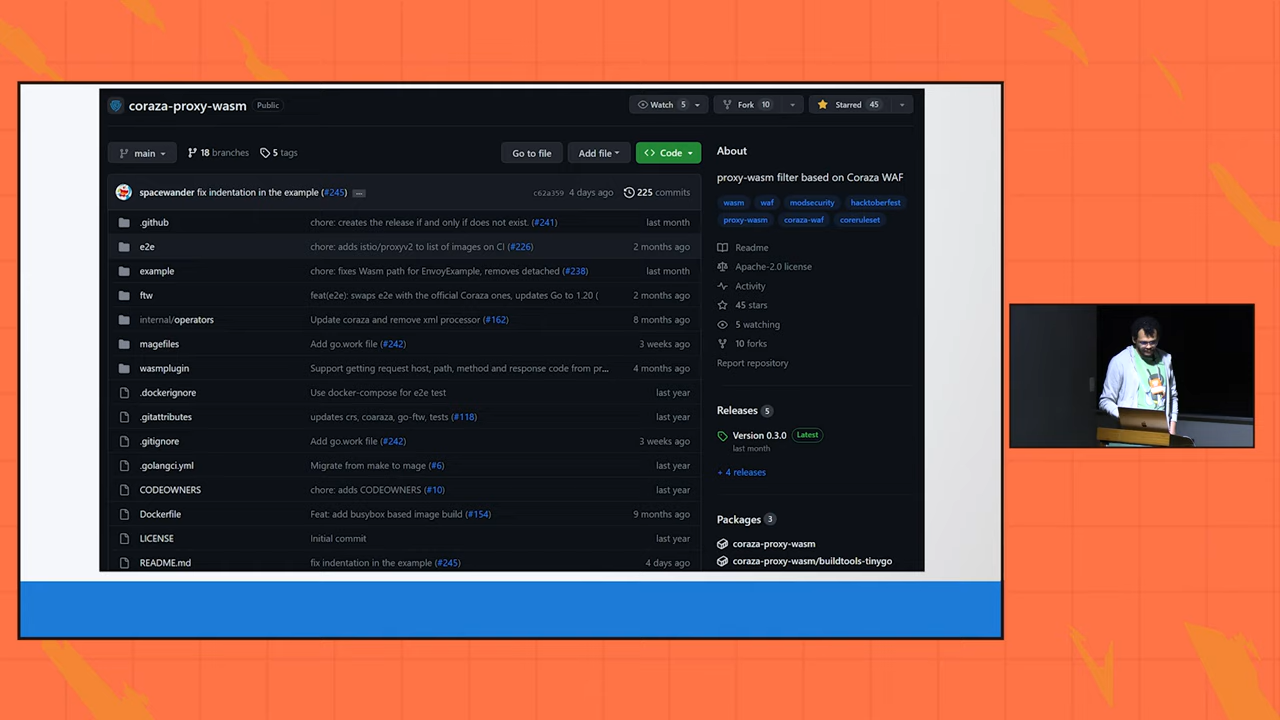 coraza-proxy-wasm Public
Watch 5 Fork 10 Starred 45
main 18 branches 5 tags Go to file Add file Code
spacewander fix indentation in the example (#245) ... c62a359 4 days ago 225 commits
.github chore: creates the release if and only if does not exist. (#241) last month
e2e chore: adds istio/proxyv2 to list of images on CI (#226) 2 months ago
example chore: fixes Wasm path for EnvoyExample, removes detached (#238) last month
ftw feat(e2e): swaps e2e with the official Coraza ones, updates Go to 1.20 ( 2 months ago
internal/operators Update coraza and remove xml processor (#162) 8 months ago
magefiles Add go.work file (#242) 3 weeks ago
wasmplugin Support getting request host, path, method and response code from pr... 4 months ago
.dockerignore Use docker-compose for e2e test last year
.gitattributes updates crs, coaraza, go-ftw, tests (#118) last year
.gitignore Add go.work file (#242) 3 weeks ago
.golangci.yml Migrate from make to mage (#6) last year
CODEOWNERS chore: adds CODEOWNERS (#10) last year
Dockerfile Feat: add busybox based image build (#154) 9 months ago
LICENSE Initial commit last year
README.md fix indentation in the example (#245) 4 days ago
About
proxy-wasm filter based on Coraza WAF
wasm waf modsecurity hacktoberfest
proxy-wasm coraza-waf coreruleset
Readme
Apache-2.0 license
Activity
45 stars
5 watching
10 forks
Report repository
Releases 5
Version 0.3.0 Latest
last month
+ 4 releases
Packages 3
coraza-proxy-wasm
coraza-proxy-wasm/buildtools-tinygo